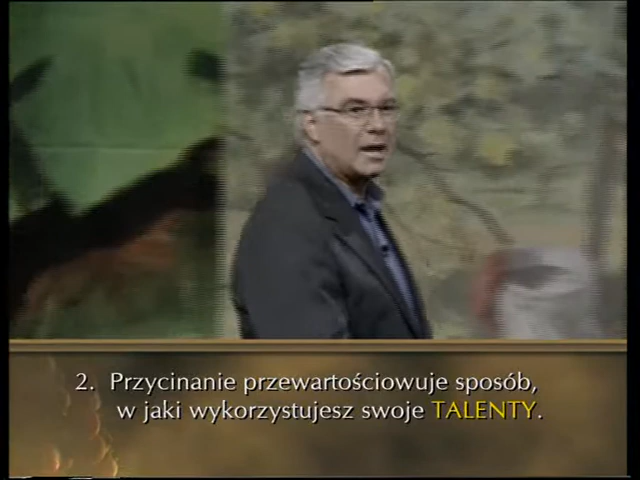 2. Przycinanie przewartościowuje sposób,
w jaki wykorzystujesz swoje TALENTY.